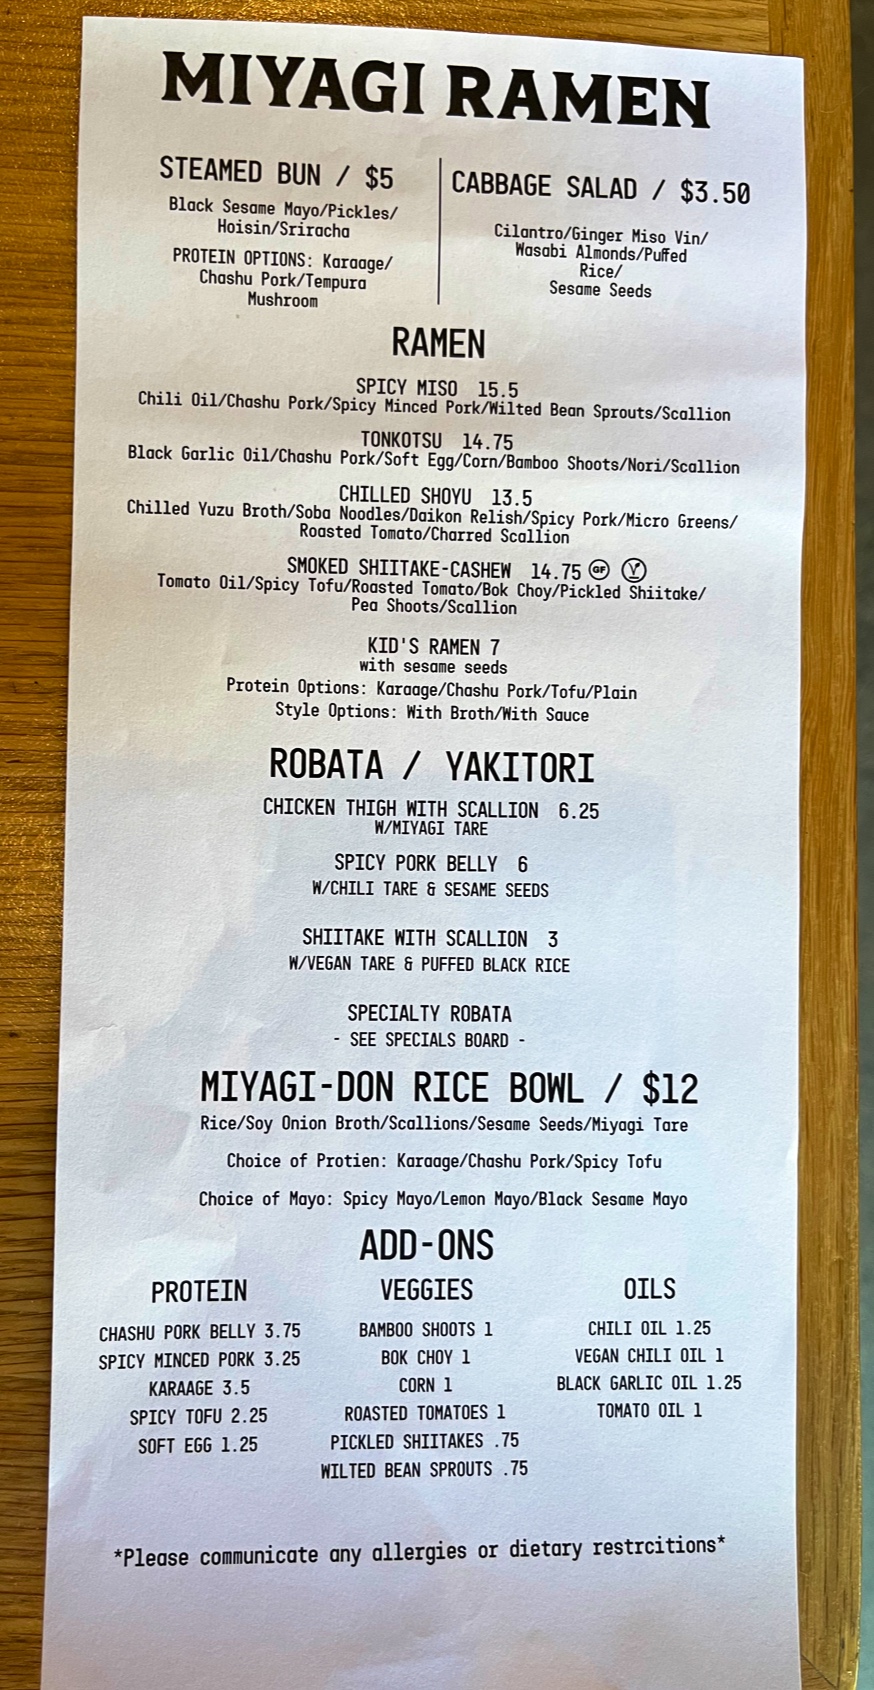 MIYAGI RAMEN
STEAMED BUN / $5
Black Sesame Mayo/Pickles/
Hoisin/Sriracha
PROTEIN OPTIONS: Karaage/
Chashu Pork/Tempura
Mushroom
CABBAGE SALAD / $3.50
Cilantro/Ginger Miso Vin/
Wasabi Almonds/Puffed
Rice/
Sesame Seeds
RAMEN
SPICY MISO 15.5
Chili Oil/Chashu Pork/Spicy Minced Pork/Wilted Bean Sprouts/Scallion
TONKOTSU 14.75
Black Garlic Oil/Chashu Pork/Soft Egg/Corn/Bamboo Shoots/Nori/Scallion
CHILLED SHOYU 13.5
Chilled Yuzu Broth/Soba Noodles/Daikon Relish/Spicy Pork/Micro Greens/
Roasted Tomato/Charred Scallion
SMOKED SHIITAKE-CASHEW 14.75 GF V
Tomato Oil/Spicy Tofu/Roasted Tomato/Bok Choy/Pickled Shiitake/
Pea Shoots/Scallion
KID'S RAMEN 7
with sesame seeds
Protein Options: Karaage/Chashu Pork/Tofu/Plain
Style Options: With Broth/With Sauce
ROBATA / YAKITORI
CHICKEN THIGH WITH SCALLION 6.25
W/MIYAGI TARE
SPICY PORK BELLY 6
W/CHILI TARE & SESAME SEEDS
SHIITAKE WITH SCALLION 3
W/VEGAN TARE & PUFFED BLACK RICE
SPECIALTY ROBATA
- SEE SPECIALS BOARD -
MIYAGI-DON RICE BOWL / $12
Rice/Soy Onion Broth/Scallions/Sesame Seeds/Miyagi Tare
Choice of Protien: Karaage/Chashu Pork/Spicy Tofu
Choice of Mayo: Spicy Mayo/Lemon Mayo/Black Sesame Mayo
ADD-ONS
PROTEIN
CHASHU PORK BELLY 3.75
SPICY MINCED PORK 3.25
KARAAGE 3.5
SPICY TOFU 2.25
SOFT EGG 1.25
VEGGIES
BAMBOO SHOOTS 1
BOK CHOY 1
CORN 1
ROASTED TOMATOES 1
PICKLED SHIITAKES .75
WILTED BEAN SPROUTS .75
OILS
CHILI OIL 1.25
VEGAN CHILI OIL 1
BLACK GARLIC OIL 1.25
TOMATO OIL 1
*Please communicate any allergies or dietary restrcitions*